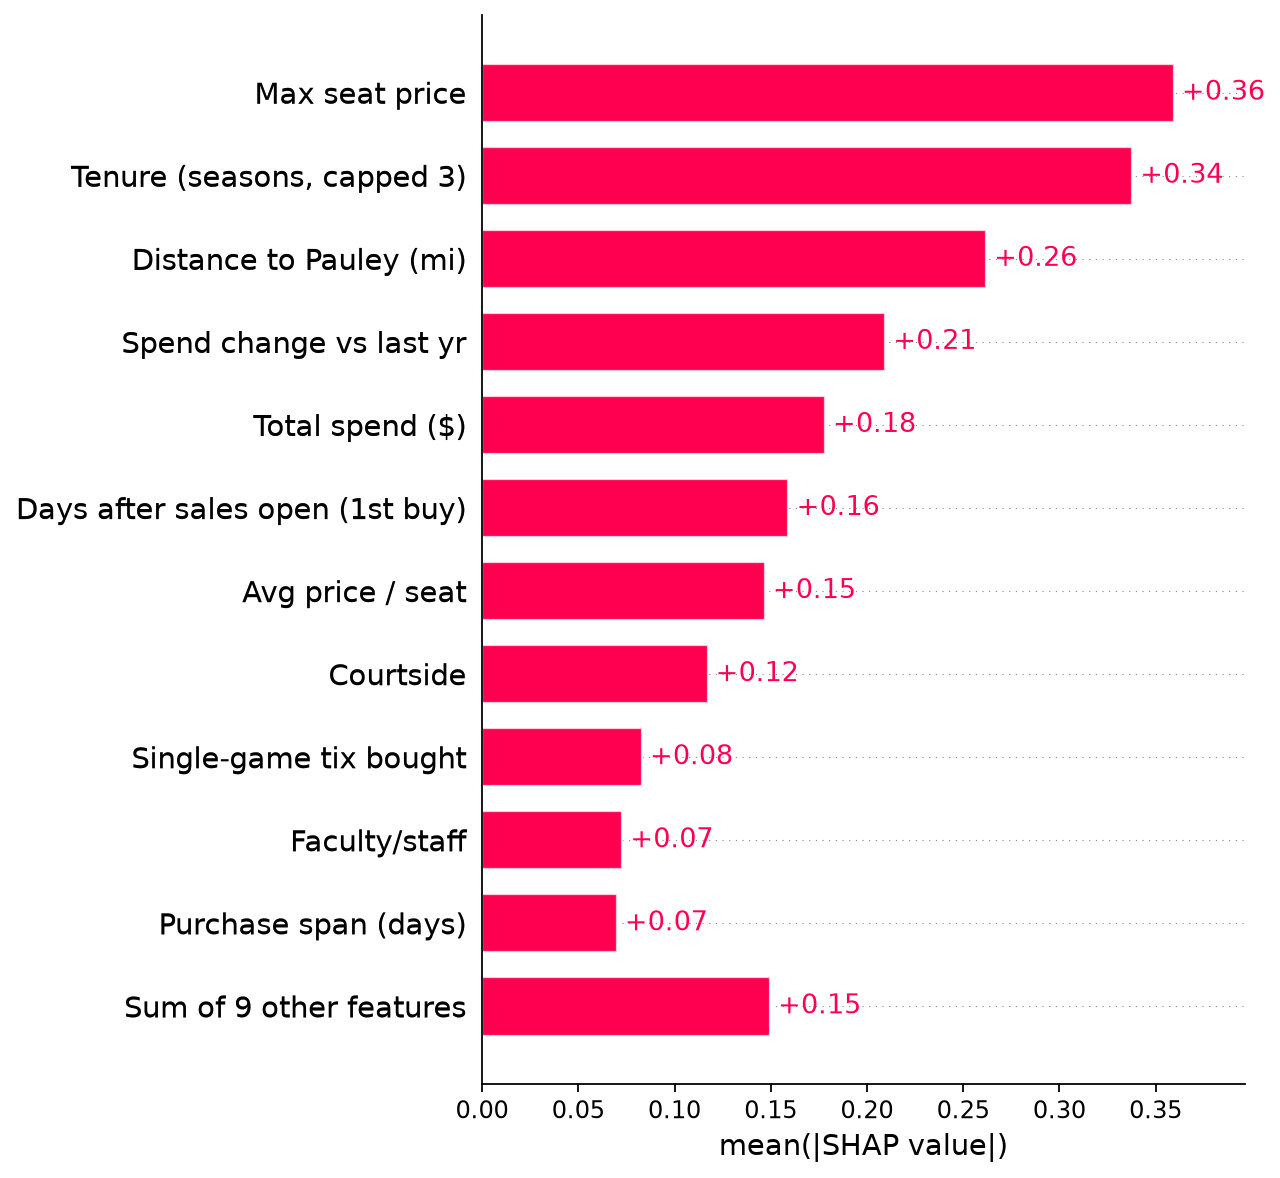 Max seat price +0.36
Tenure (seasons, capped 3) +0.34
Distance to Pauley (mi) +0.26
Spend change vs last yr +0.21
Total spend ($) +0.18
Days after sales open (1st buy) +0.16
Avg price / seat +0.15
Courtside +0.12
Single-game tix bought +0.08
Faculty/staff +0.07
Purchase span (days) +0.07
Sum of 9 other features +0.15
0.00 0.05 0.10 0.15 0.20 0.25 0.30 0.35
mean(|SHAP value|)